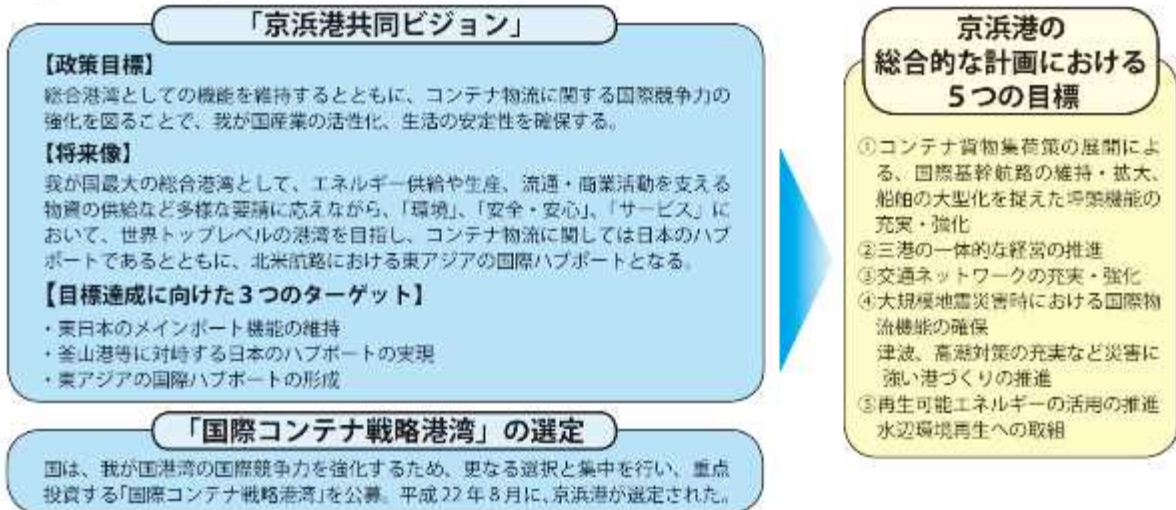 「京浜港共同ビジョン」
【政策目標】
総合港湾としての機能を維持するとともに、コンテナ物流に関する国際競争力の
強化を図ることで、我が国産業の活性化、生活の安定性を確保する。
【将来像】
我が国最大の総合港湾として、エネルギー供給や生産、流通・商業活動を支える
物資の供給など多様な要請に応えながら、「環境」、「安全・安心」、「サービス」に
おいて、世界トップレベルの港湾を目指し、コンテナ物流に関しては日本のハブ
ポートであるとともに、北米航路における東アジアの国際ハブポートとなる。
【目標達成に向けた3つのターゲット】
・東日本のメインポート機能の維持
・釜山港等に対峙する日本のハブポートの実現
・東アジアの国際ハブポートの形成
「国際コンテナ戦略港湾」の選定
国は、我が国港湾の国際競争力を強化するため、更なる選択と集中を行い、重点
投資する「国際コンテナ戦略港湾」を公募。平成22年8月に、京浜港が選定された。
京浜港の
総合的な計画における
5つの目標
①コンテナ貨物集荷策の展開によ
る、国際基幹航路の維持・拡大、
船舶の大型化を捉えた埠頭機能の
充実・強化
②三港の一体的な経営の推進
③交通ネットワークの充実・強化
④大規模地震災害時における国際物
流機能の確保
津波、高潮対策の充実など災害に
強い港づくりの推進
⑤再生可能エネルギーの活用の推進
水辺環境再生への取組